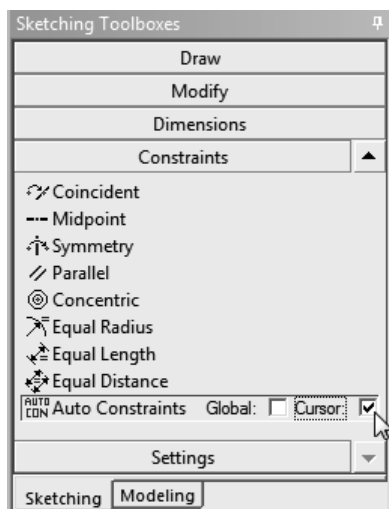 Sketching Toolboxes
Draw
Modify
Dimensions
Constraints
Coincident
Midpoint
Symmetry
Parallel
Concentric
Equal Radius
Equal Length
Equal Distance
AUTO CON Auto Constraints Global: Cursor:
Settings
Sketching Modeling